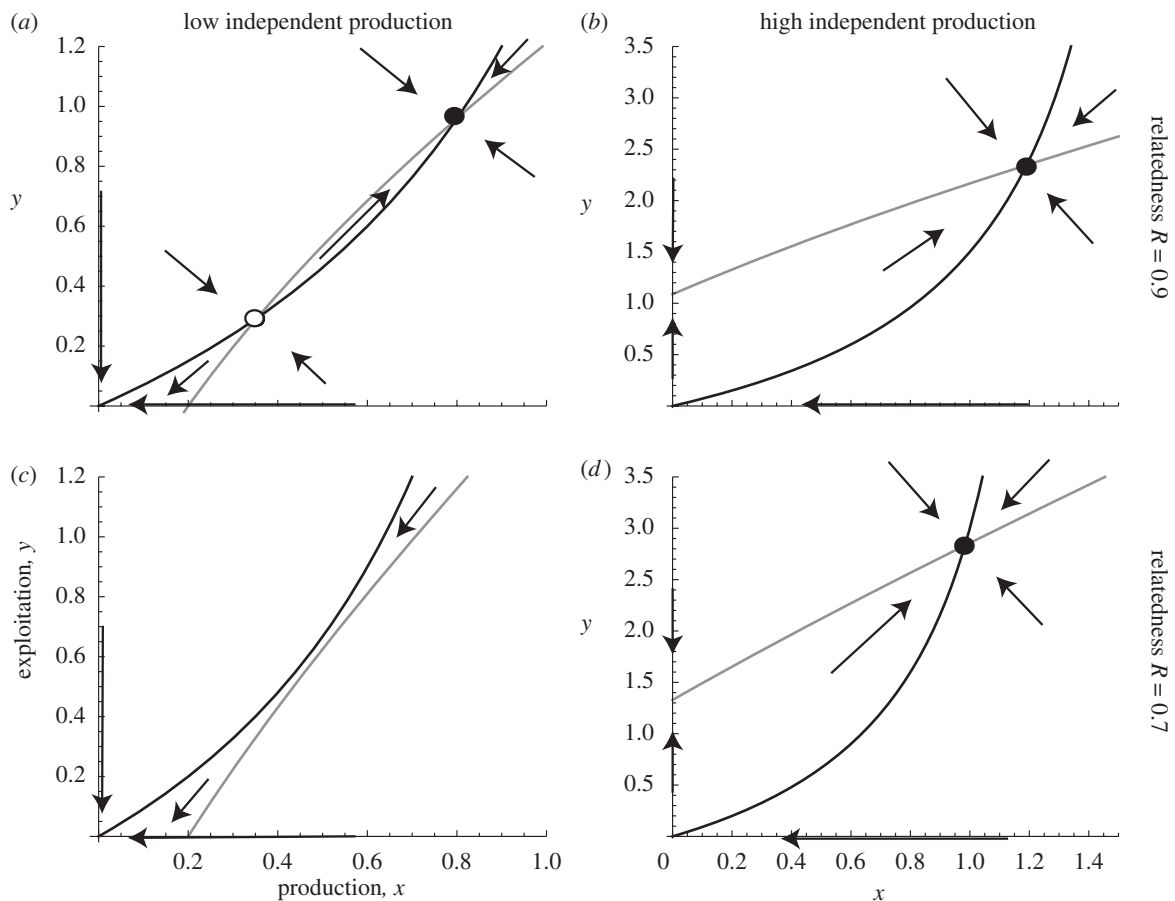 (a) low independent production
1.2
1.0
0.8
y
0.6
0.4
0.2
(b) high independent production
3.5
3.0
2.5
y
2.0
1.5
1.0
0.5
relatedness R = 0.9
(c)
1.2
1.0
0.8
exploitation, y
0.6
0.4
0.2
0.2 0.4 0.6 0.8 1.0
production, x
(d)
3.5
3.0
2.5
y
2.0
1.5
1.0
0.5
0 0.2 0.4 0.6 0.8 1.0 1.2 1.4
x
relatedness R = 0.7